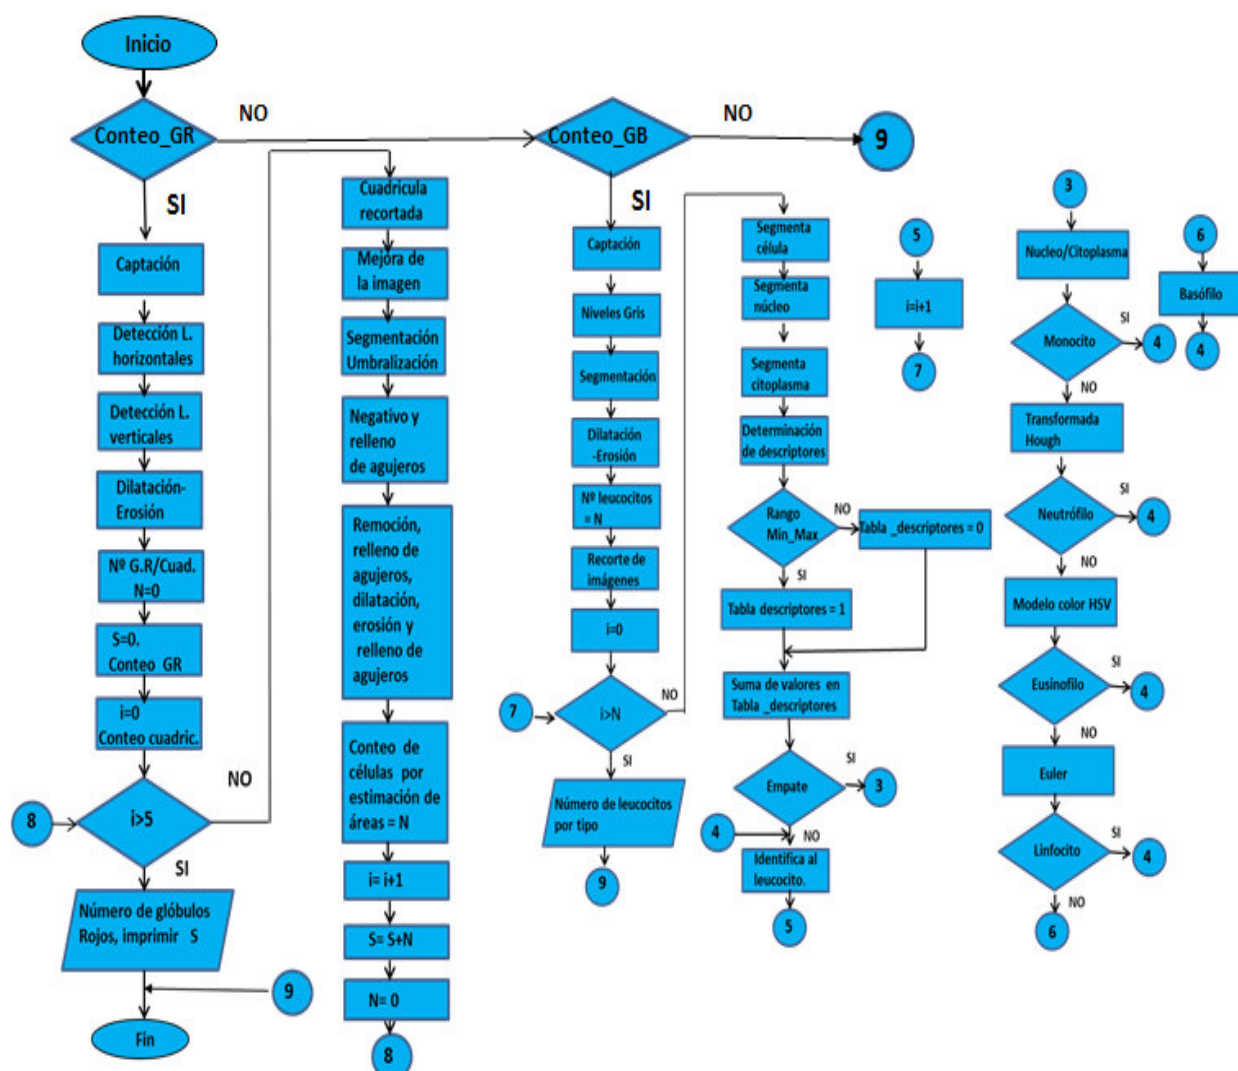 Inicio
Conteo_GR
NO
SI
Captación
Detección L.
horizontales
Detección L.
verticales
Dilatación-
Erosión
Nº G.R/Cuad.
N=0
S=0.
Conteo GR
i=0
Conteo cuadric.
i>5
NO
8
SI
Número de glóbulos
Rojos, imprimir S
9
Fin
Cuadricula
recortada
Mejora de
la imagen
Segmentación
Umbralización
Negativo y
relleno
de agujeros
Remoción,
relleno de
agujeros,
dilatación,
erosión y
relleno de
agujeros
Conteo de
células por
estimación de
áreas = N
i= i+1
S= S+N
N= 0
8
Conteo_GB
NO
9
SI
Captación
Niveles Gris
Segmentación
Dilatación
-Erosión
Nº leucocitos
= N
Recorte de
imágenes
i=0
7
i>N
NO
SI
Número de leucocitos
por tipo
9
Segmenta
célula
Segmenta
núcleo
Segmenta
citoplasma
Determinación
de descriptores
Rango
Min_Max
NO
Tabla _descriptores = 0
SI
Tabla descriptores = 1
Suma de valores en
Tabla _descriptores
Empate
SI
3
4
NO
Identifica al
leucocito.
5
5
i=i+1
7
3
Nucleo/Citoplasma
Monocito
SI
4
NO
Transformada
Hough
Neutrófilo
SI
4
NO
Modelo color HSV
Eusinofilo
SI
4
NO
Euler
Linfocito
SI
4
NO
6
6
Basófilo
4